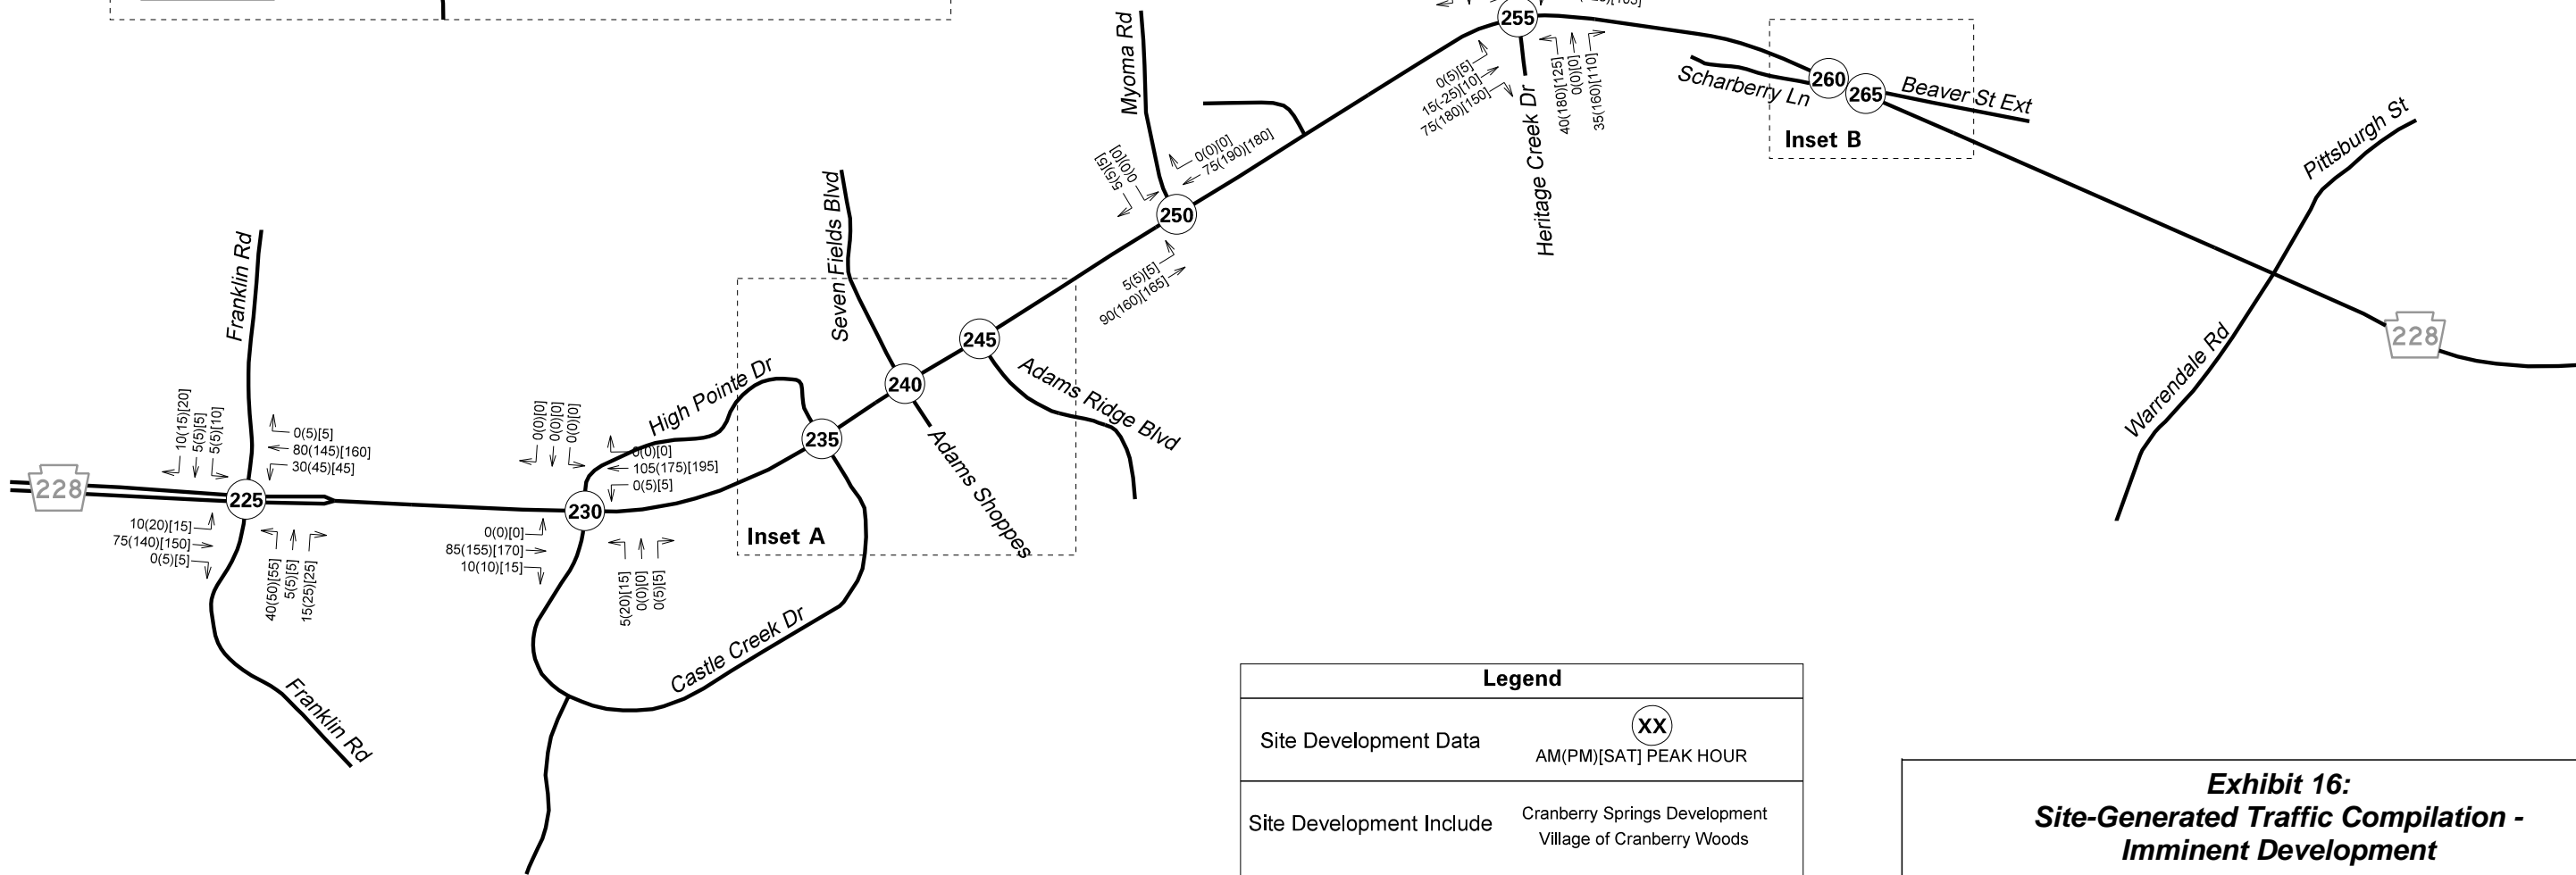 255
Myoma Rd
0(5)[5]
15(-25)[10]
75(180)[150]
Heritage Creek Dr
40(180)[125]
0(0)[0]
35(160)[110]
Scharberry Ln
260
265
Beaver St Ext
Inset B
Pittsburgh St
Warrendale Rd
228
0(0)[0]
75(190)[180]
5(5)[5]
0(0)[0]
250
5(5)[5]
90(160)[165]
Seven Fields Blvd
245
240
235
Adams Ridge Blvd
Adams Shoppes
Inset A
High Pointe Dr
Castle Creek Dr
Franklin Rd
10(15)[20]
5(5)[5]
5(5)[10]
0(5)[5]
80(145)[160]
30(45)[45]
228
225
10(20)[15]
75(140)[150]
0(5)[5]
40(50)[55]
5(5)[5]
15(25)[25]
Franklin Rd
0(0)[0]
0(0)[0]
0(0)[0]
0(0)[0]
105(175)[195]
0(5)[5]
230
0(0)[0]
85(155)[170]
10(10)[15]
5(20)[15]
0(0)[0]
0(5)[5]
Legend
Site Development Data
XX
AM(PM)[SAT] PEAK HOUR
Site Development Include
Cranberry Springs Development
Village of Cranberry Woods
Exhibit 16:
Site-Generated Traffic Compilation -
Imminent Development